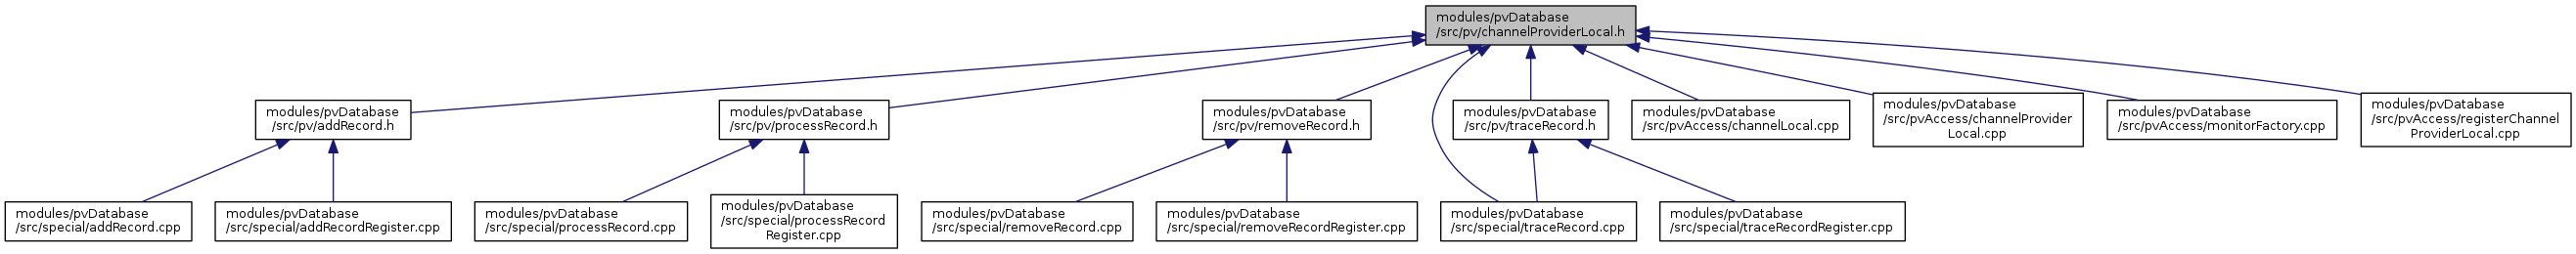 modules/pvDatabase
/src/pv/channelProviderLocal.h
modules/pvDatabase
/src/pv/addRecord.h
modules/pvDatabase
/src/pv/processRecord.h
modules/pvDatabase
/src/pv/removeRecord.h
modules/pvDatabase
/src/pv/traceRecord.h
modules/pvDatabase
/src/pvAccess/channelLocal.cpp
modules/pvDatabase
/src/pvAccess/channelProvider
Local.cpp
modules/pvDatabase
/src/pvAccess/monitorFactory.cpp
modules/pvDatabase
/src/pvAccess/registerChannel
ProviderLocal.cpp
modules/pvDatabase
/src/special/addRecord.cpp
modules/pvDatabase
/src/special/addRecordRegister.cpp
modules/pvDatabase
/src/special/processRecord.cpp
modules/pvDatabase
/src/special/processRecord
Register.cpp
modules/pvDatabase
/src/special/removeRecord.cpp
modules/pvDatabase
/src/special/removeRecordRegister.cpp
modules/pvDatabase
/src/special/traceRecord.cpp
modules/pvDatabase
/src/special/traceRecordRegister.cpp